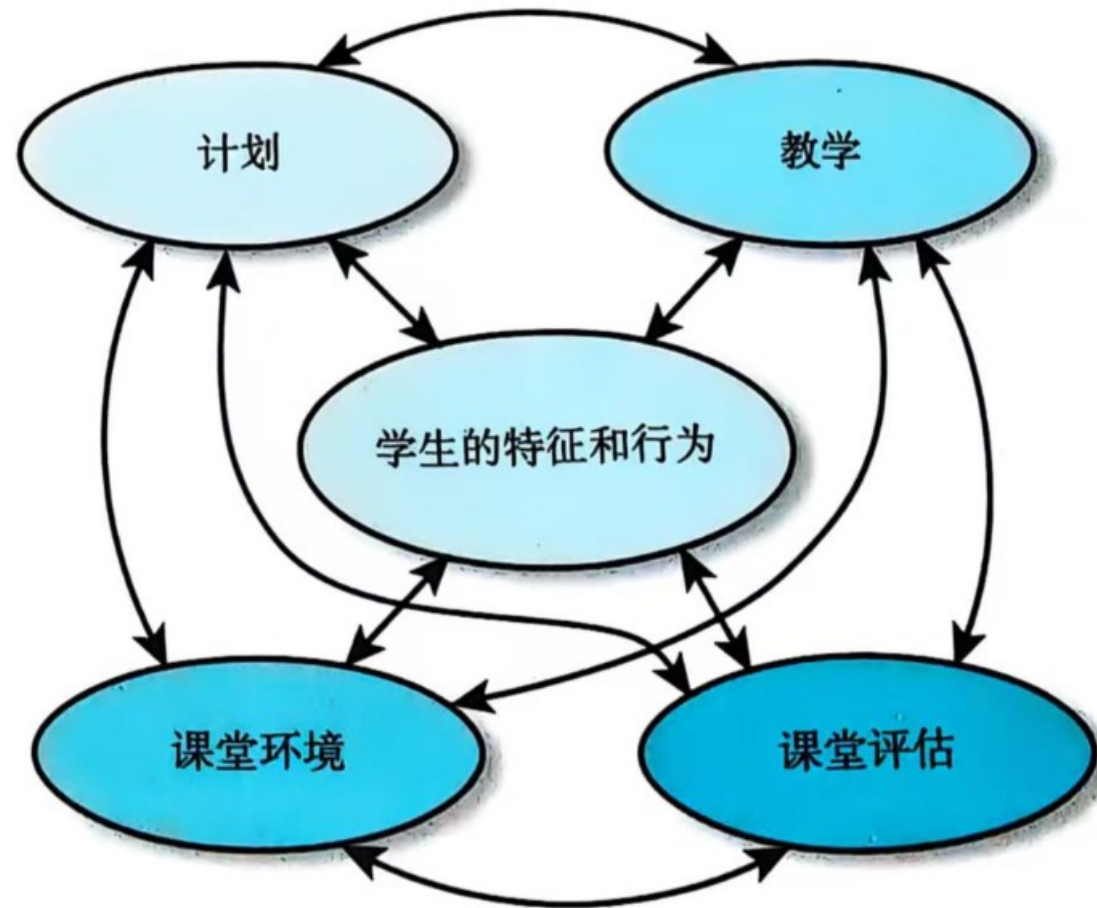 计划
教学
学生的特征和行为
课堂环境
课堂评估